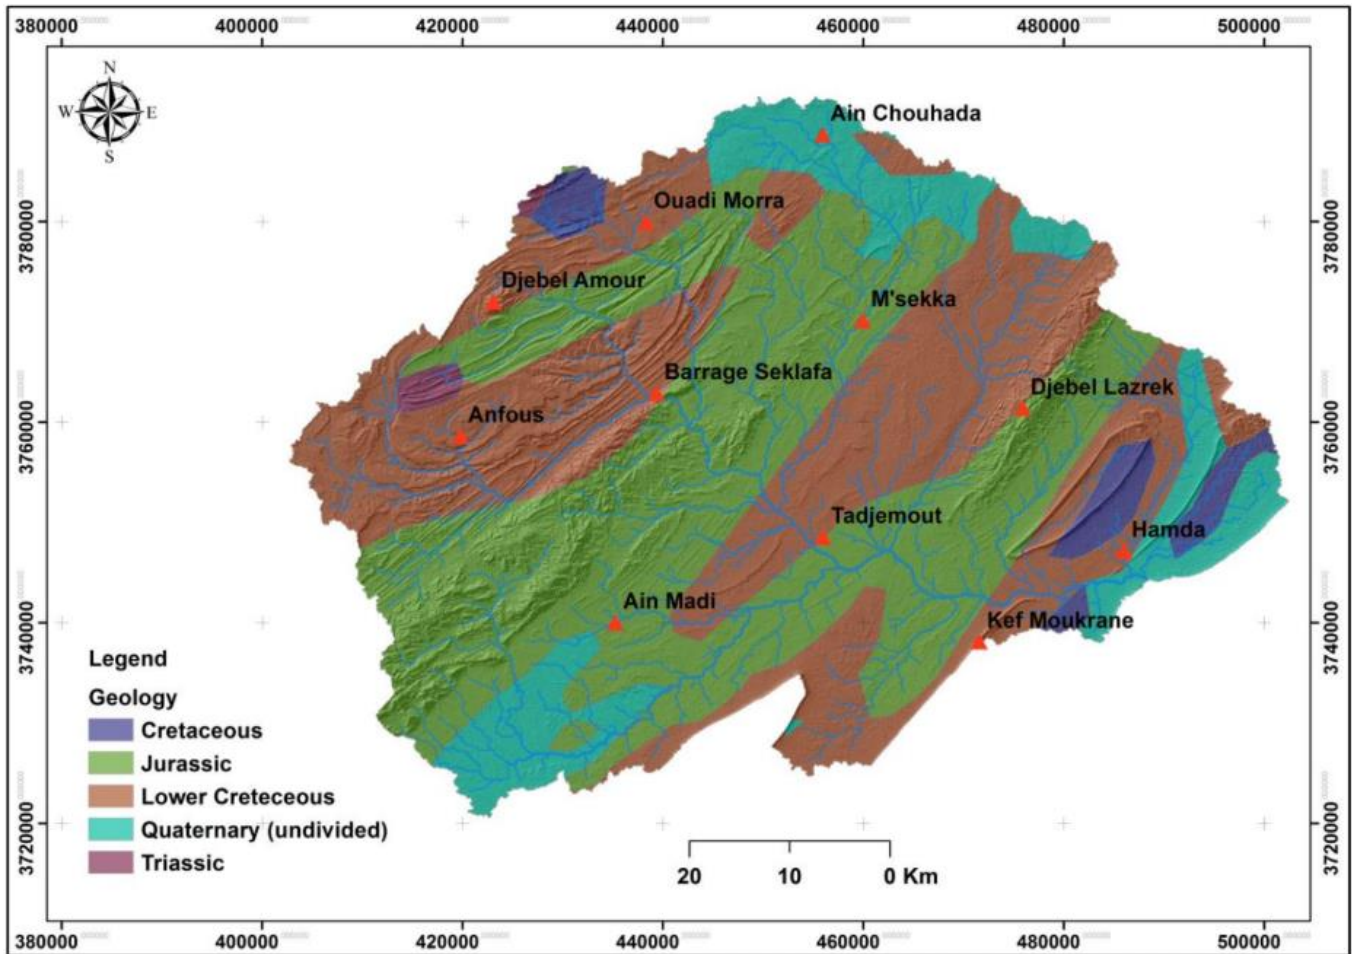 380000 400000 420000 440000 460000 480000 500000
N
W E
S
Ain Chouhada
Ouadi Morra
3780000 3780000
Djebel Amour
M'sekka
Barrage Seklafa
Djebel Lazrek
Anfous
3760000 3760000
Tadjemout
Hamda
Ain Madi
Kef Moukrane
3740000 3740000
Legend
Geology
Cretaceous
Jurassic
Lower Creteceous
Quaternary (undivided)
Triassic
3720000 3720000
20 10 0 Km
380000 400000 420000 440000 460000 480000 500000